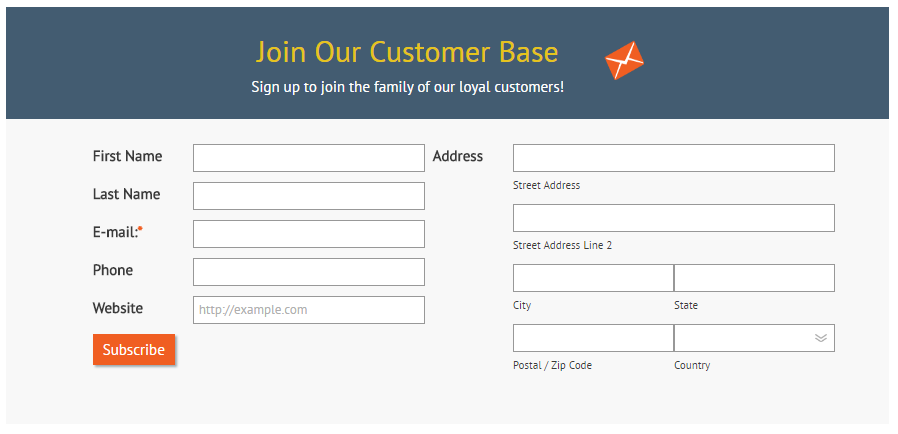 Join Our Customer Base
Sign up to join the family of our loyal customers!
First Name
Last Name
E-mail:*
Phone
Website
http://example.com
Subscribe
Address
Street Address
Street Address Line 2
City
State
Postal / Zip Code
Country